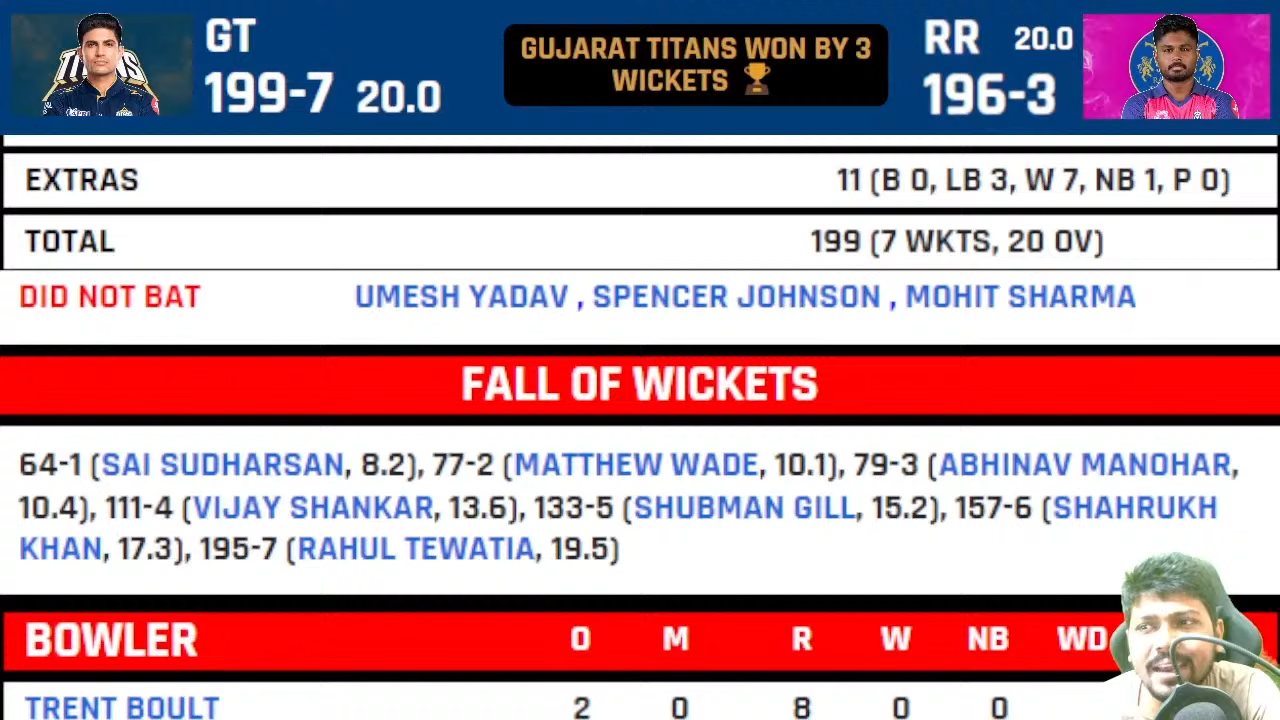 GT
199-7 20.0
GUJARAT TITANS WON BY 3
WICKETS
RR 20.0
196-3
EXTRAS 11 (B 0, LB 3, W 7, NB 1, P 0)
TOTAL 199 (7 WKTS, 20 OV)
DID NOT BAT UMESH YADAV , SPENCER JOHNSON , MOHIT SHARMA
FALL OF WICKETS
64-1 (SAI SUDHARSAN, 8.2), 77-2 (MATTHEW WADE, 10.1), 79-3 (ABHINAV MANOHAR,
10.4), 111-4 (VIJAY SHANKAR, 13.6), 133-5 (SHUBMAN GILL, 15.2), 157-6 (SHAHRUKH
KHAN, 17.3), 195-7 (RAHUL TEWATIA, 19.5)
BOWLER O M R W NB WD
TRENT BOULT 2 0 8 0 0